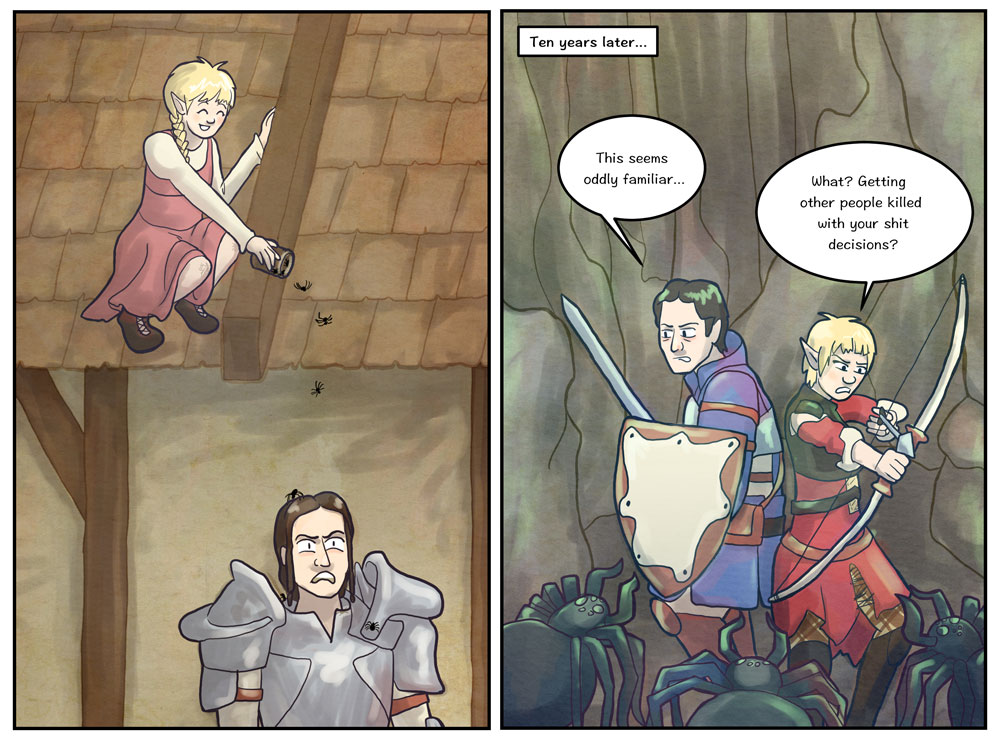 Ten years later...
This seems
oddly familiar...
What? Getting
other people killed
with your shit
decisions?